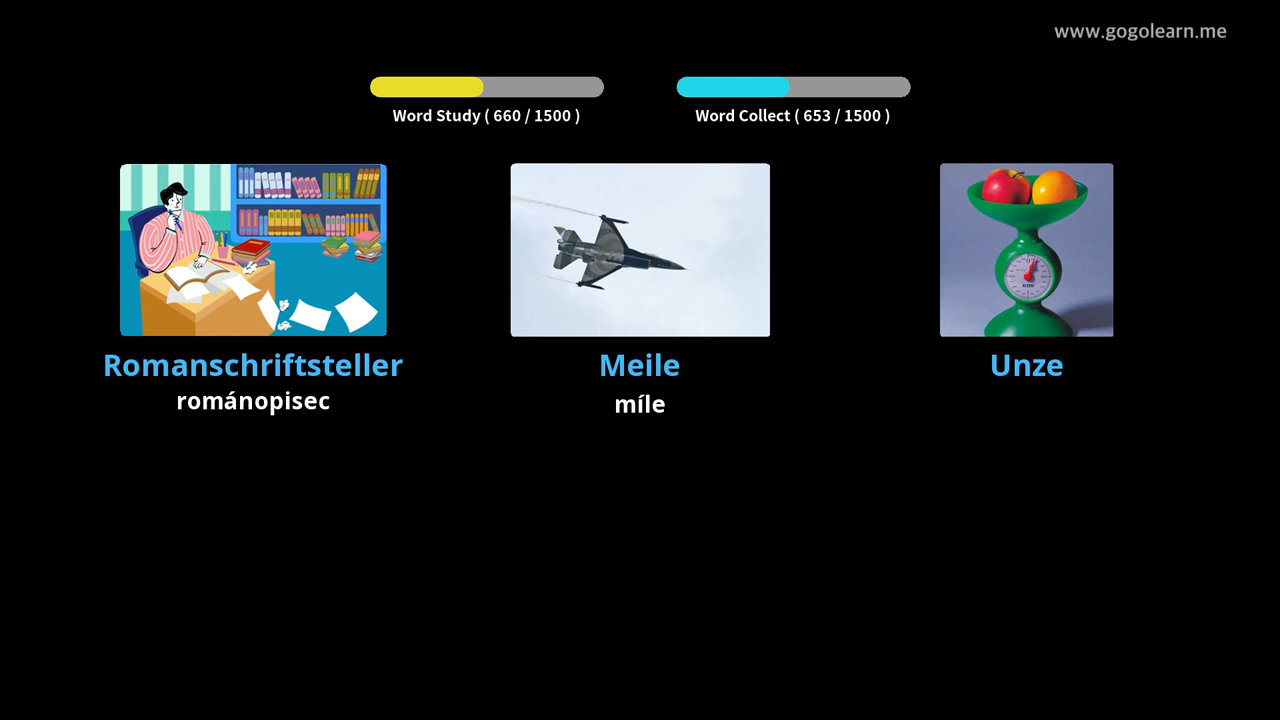 www.gogolearn.me
Word Study ( 660 / 1500 )
Word Collect ( 653 / 1500 )
Romanschriftsteller
románopisec
Meile
míle
Unze